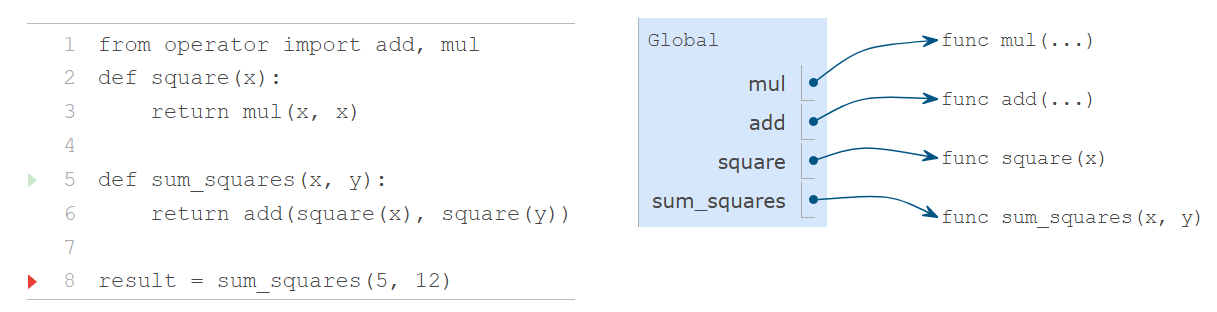 1 from operator import add, mul
2 def square(x):
3     return mul(x, x)
4
5 def sum_squares(x, y):
6     return add(square(x), square(y))
7
8 result = sum_squares(5, 12)
Global
mul
add
square
sum_squares
func mul(...)
func add(...)
func square(x)
func sum_squares(x, y)